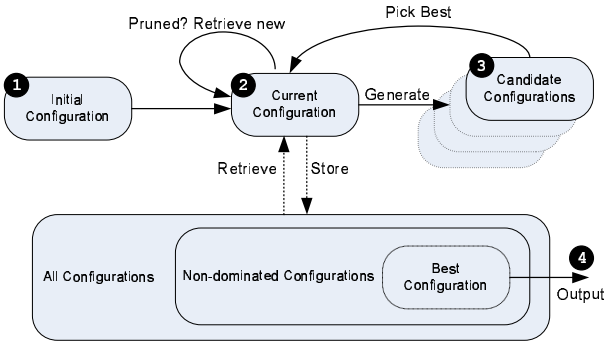 Pruned? Retrieve new
Pick Best
1
Initial
Configuration
2
Current
Configuration
Generate
3
Candidate
Configurations
Retrieve
Store
All Configurations
Non-dominated Configurations
Best
Configuration
4
Output